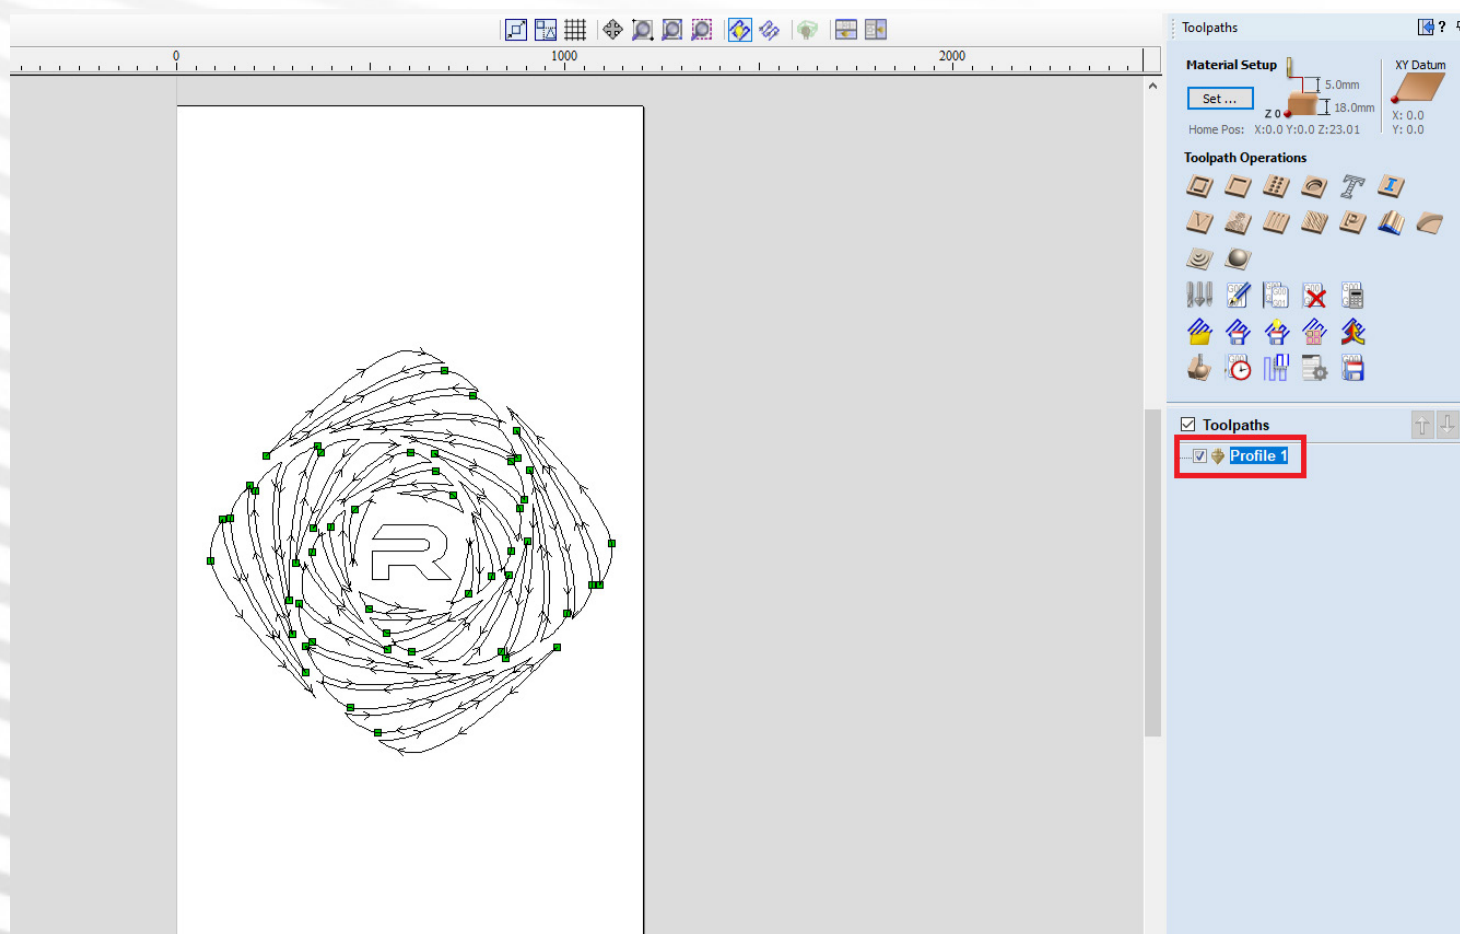 Toolpaths
?
0
1000
2000
Material Setup
XY Datum
5.0mm
Set ...
18.0mm
Z 0
X: 0.0
Home Pos: X:0.0 Y:0.0 Z:23.01
Y: 0.0
Toolpath Operations
Toolpaths
Profile 1
R